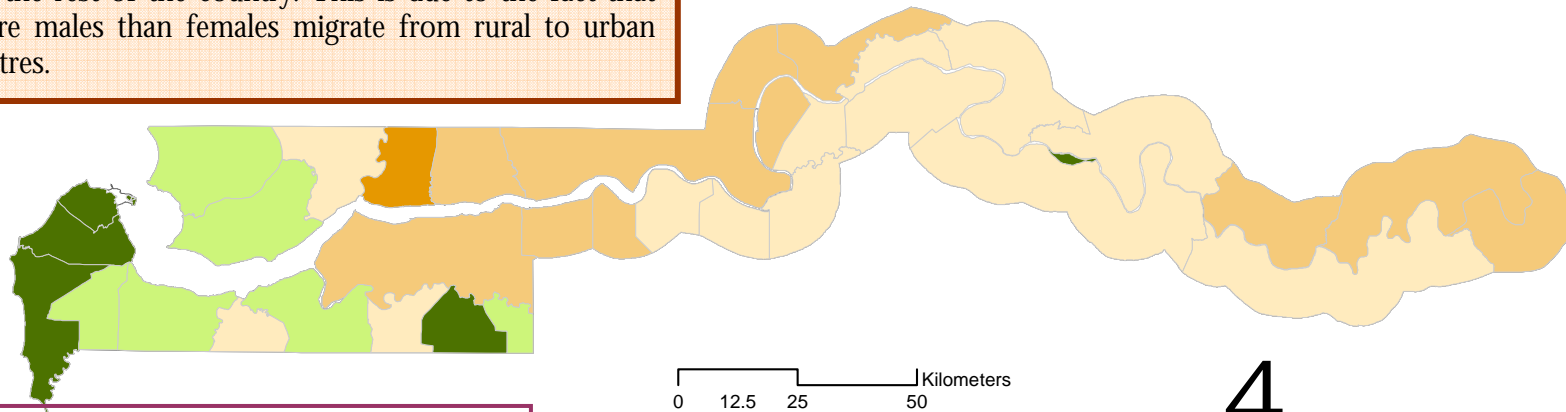 the rest of the country. This is due to the fact that
re males than females migrate from rural to urban
tres.
Kilometers
0 12.5 25 50
4